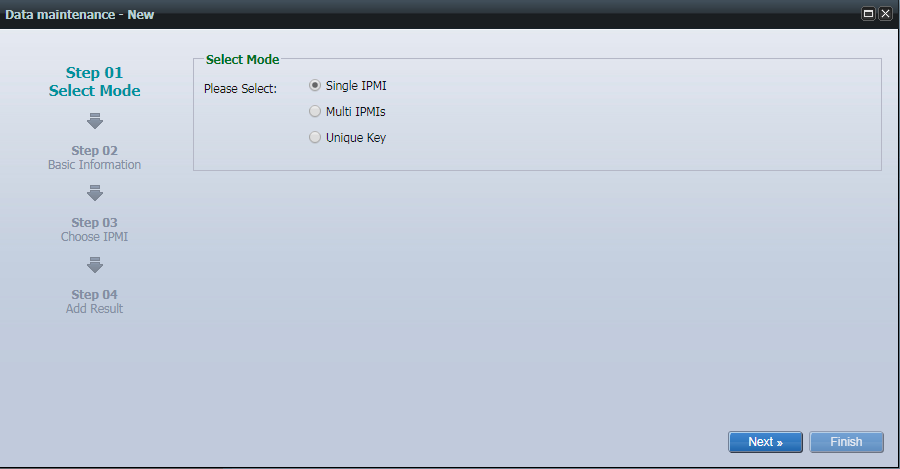 Data maintenance - New
Step 01
Select Mode
Step 02
Basic Information
Step 03
Choose IPMI
Step 04
Add Result
Select Mode
Please Select:
Single IPMI
Multi IPMIs
Unique Key
Next »
Finish